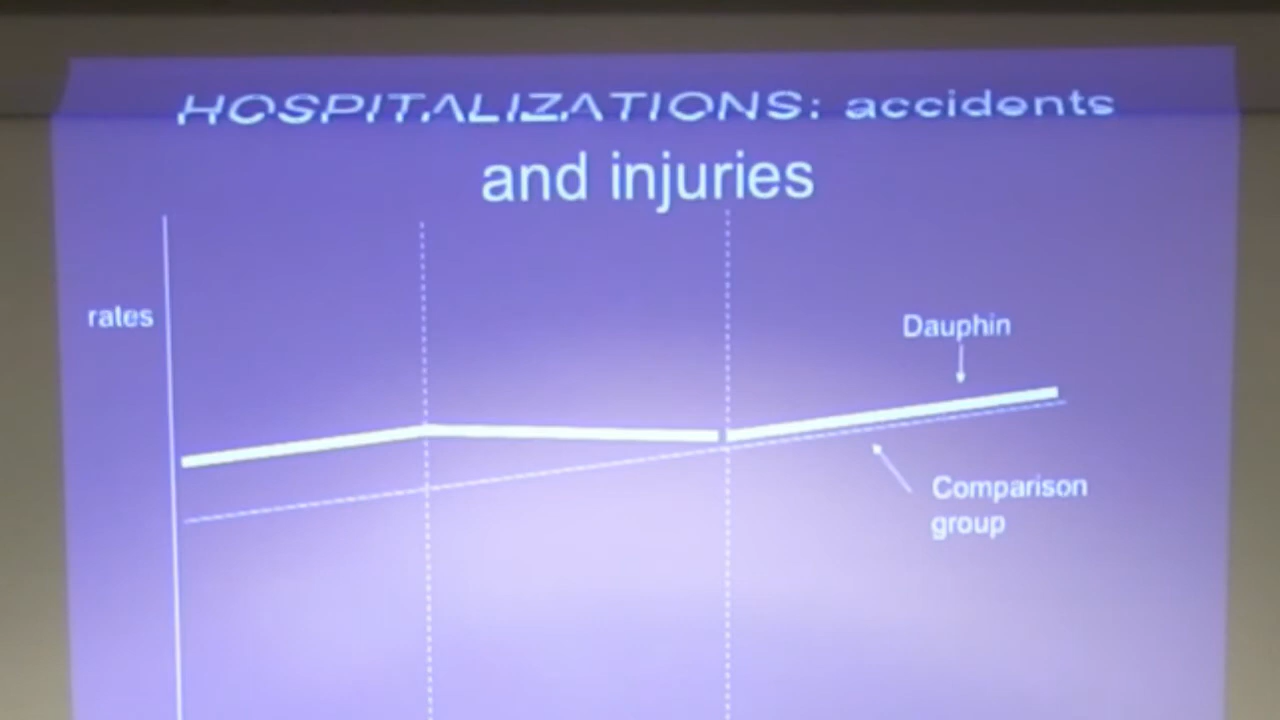 HOSPITALIZATIONS: accidents
and injuries
rates
Dauphin
Comparison
group